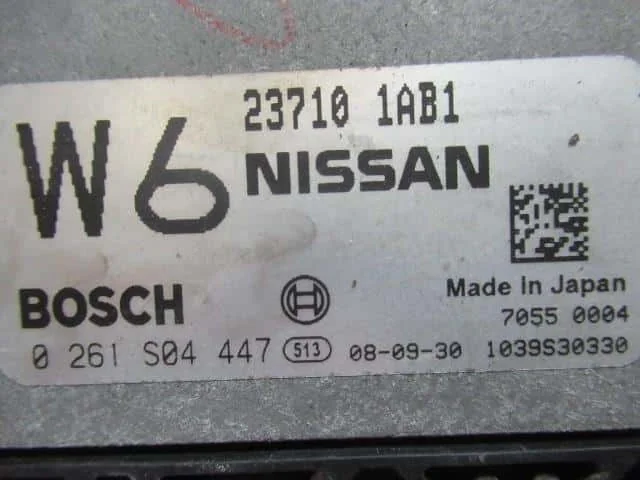 W6
23710 1AB1
NISSAN
BOSCH
Made In Japan
7055 0004
0 261 S04 447 513 08-09-30 1039S30330